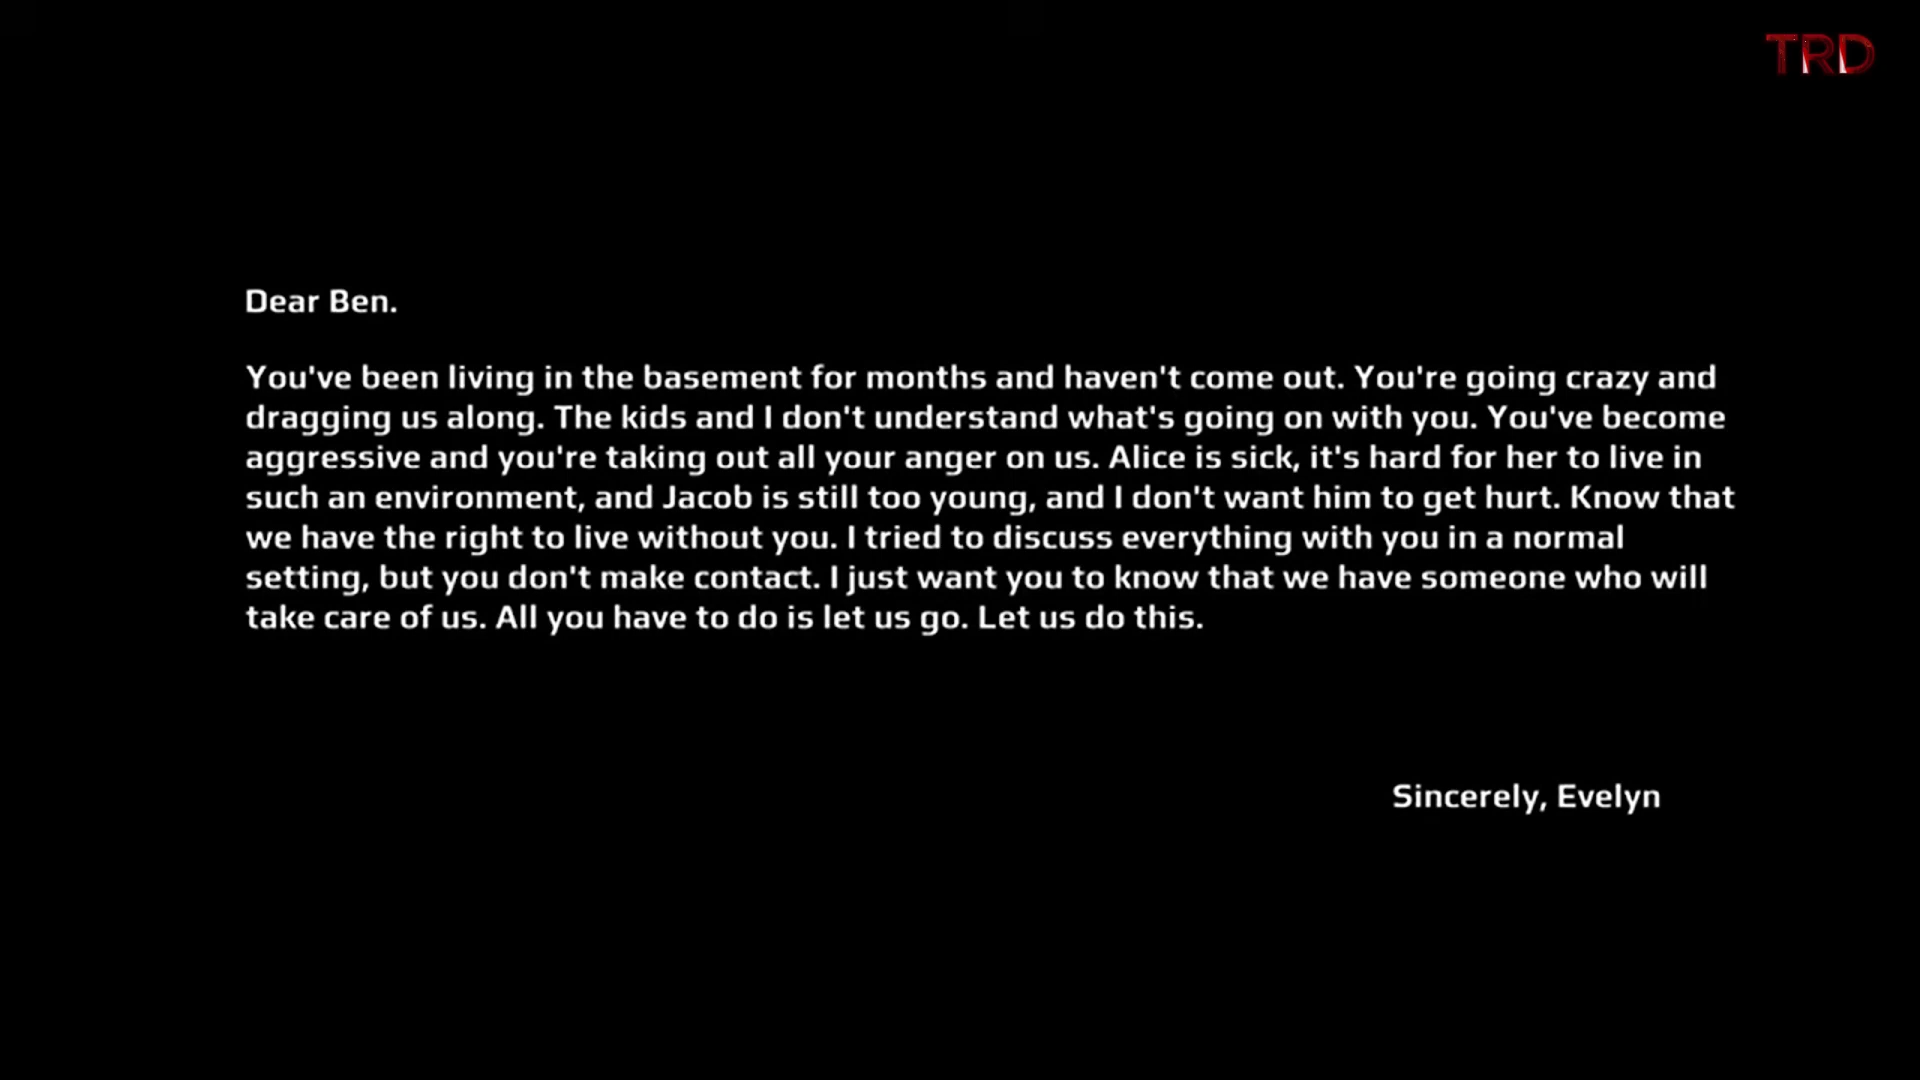 TRD
Dear Ben.
You've been living in the basement for months and haven't come out. You're going crazy and
dragging us along. The kids and I don't understand what's going on with you. You've become
aggressive and you're taking out all your anger on us. Alice is sick, it's hard for her to live in
such an environment, and Jacob is still too young, and I don't want him to get hurt. Know that
we have the right to live without you. I tried to discuss everything with you in a normal
setting, but you don't make contact. I just want you to know that we have someone who will
take care of us. All you have to do is let us go. Let us do this.
Sincerely, Evelyn